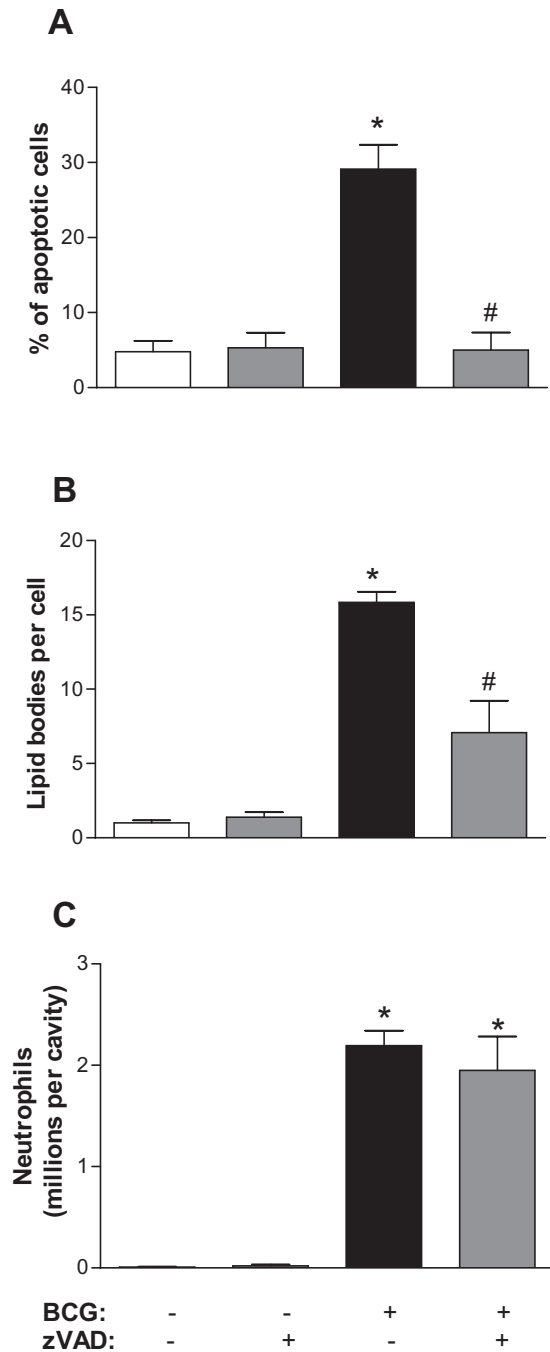 A
% of apoptotic cells
40
30
20
10
0
*
#
B
Lipid bodies per cell
20
15
10
5
0
*
#
C
Neutrophils
(millions per cavity)
3
2
1
0
*
*
BCG: - - + +
zVAD: - + - +